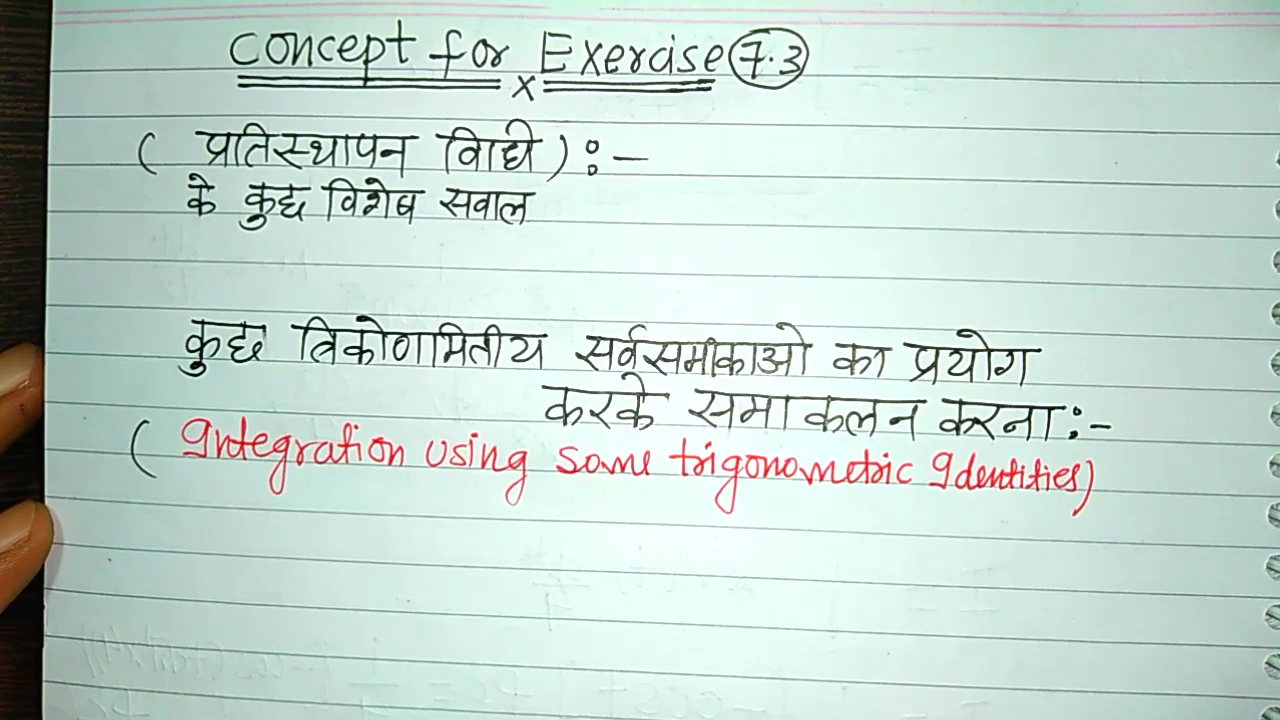 Concept for Exercise 7.3
x
( प्रतिस्थापन विधि ) :-
के कुछ विशेष सवाल
कुछ त्रिकोणमितीय सर्वसमीकाओ का प्रयोग
करके समाकलन करना:-
( Integration using some trigonometric Identities)